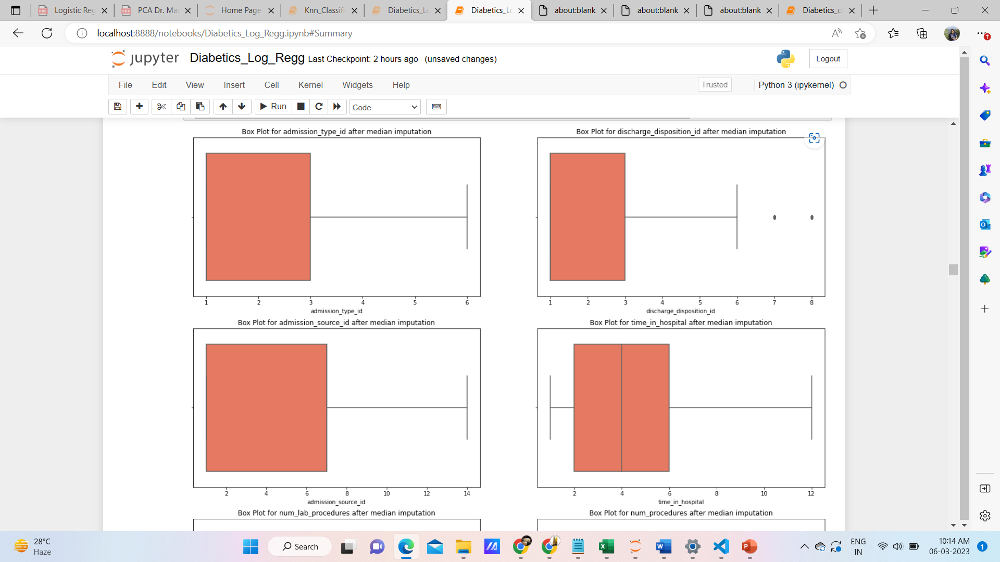 Logistic Reg
PCA Dr. Ma
Home Page
Knn_Classifi
Diabetics_Lo
Diabetics_Lo
about:blank
about:blank
about:blank
Diabetics_cl
localhost:8888/notebooks/Diabetics_Log_Regg.ipynb#Summary
jupyter Diabetics_Log_Regg Last Checkpoint: 2 hours ago (unsaved changes)
Logout
File Edit View Insert Cell Kernel Widgets Help
Trusted
Python 3 (ipykernel)
Run
Code
Box Plot for admission_type_id after median imputation
1 2 3 4 5 6
admission_type_id
Box Plot for discharge_disposition_id after median imputation
1 2 3 4 5 6 7 8
discharge_disposition_id
Box Plot for admission_source_id after median imputation
2 4 6 8 10 12 14
admission_source_id
Box Plot for time_in_hospital after median imputation
2 4 6 8 10 12
time_in_hospital
Box Plot for num_lab_procedures after median imputation
Box Plot for num_procedures after median imputation
28°C
Haze
Search
ENG
IN
10:14 AM
06-03-2023
1